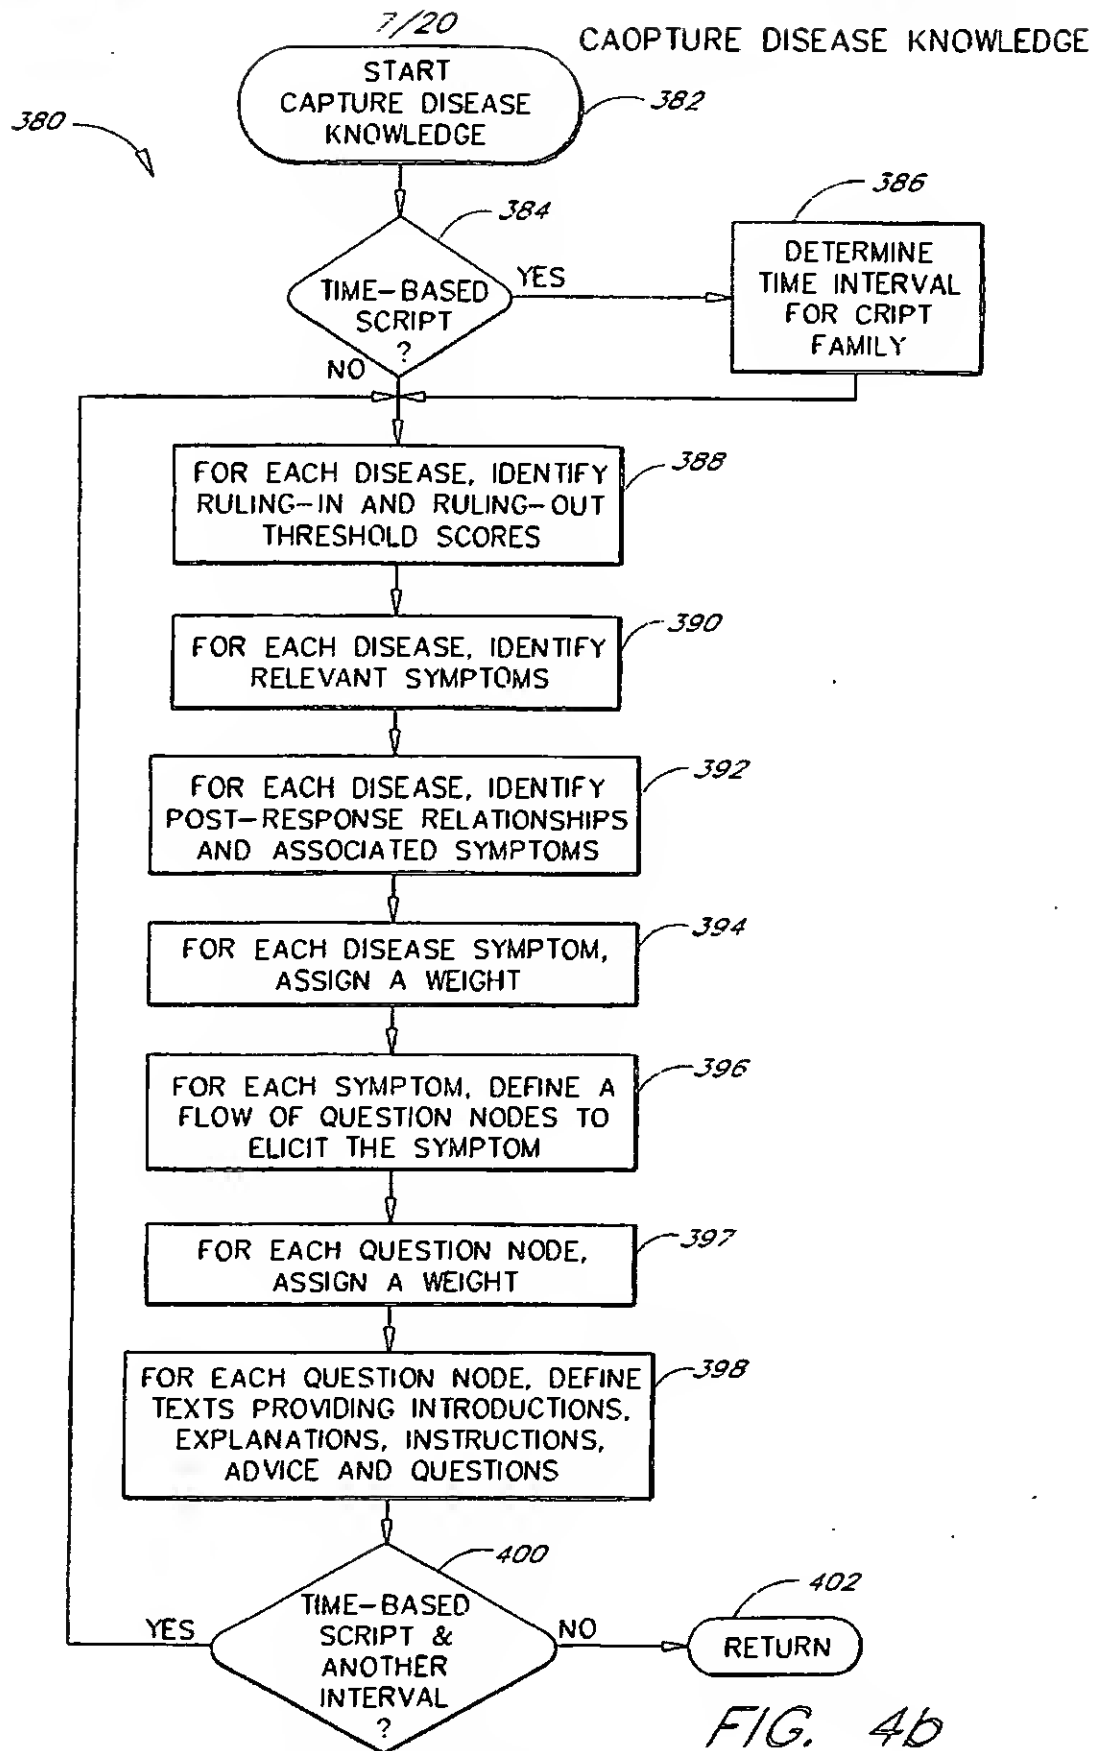 7/20
CAOPTURE DISEASE KNOWLEDGE
START
CAPTURE DISEASE
KNOWLEDGE
382
380
384
386
TIME-BASED
SCRIPT
?
YES
NO
DETERMINE
TIME INTERVAL
FOR CRIPT
FAMILY
FOR EACH DISEASE, IDENTIFY
RULING-IN AND RULING-OUT
THRESHOLD SCORES
388
FOR EACH DISEASE, IDENTIFY
RELEVANT SYMPTOMS
390
FOR EACH DISEASE, IDENTIFY
POST-RESPONSE RELATIONSHIPS
AND ASSOCIATED SYMPTOMS
392
FOR EACH DISEASE SYMPTOM,
ASSIGN A WEIGHT
394
FOR EACH SYMPTOM, DEFINE A
FLOW OF QUESTION NODES TO
ELICIT THE SYMPTOM
396
FOR EACH QUESTION NODE,
ASSIGN A WEIGHT
397
FOR EACH QUESTION NODE, DEFINE
TEXTS PROVIDING INTRODUCTIONS,
EXPLANATIONS, INSTRUCTIONS,
ADVICE AND QUESTIONS
398
400
TIME-BASED
SCRIPT &
ANOTHER
INTERVAL
?
YES
NO
402
RETURN
FIG. 4b